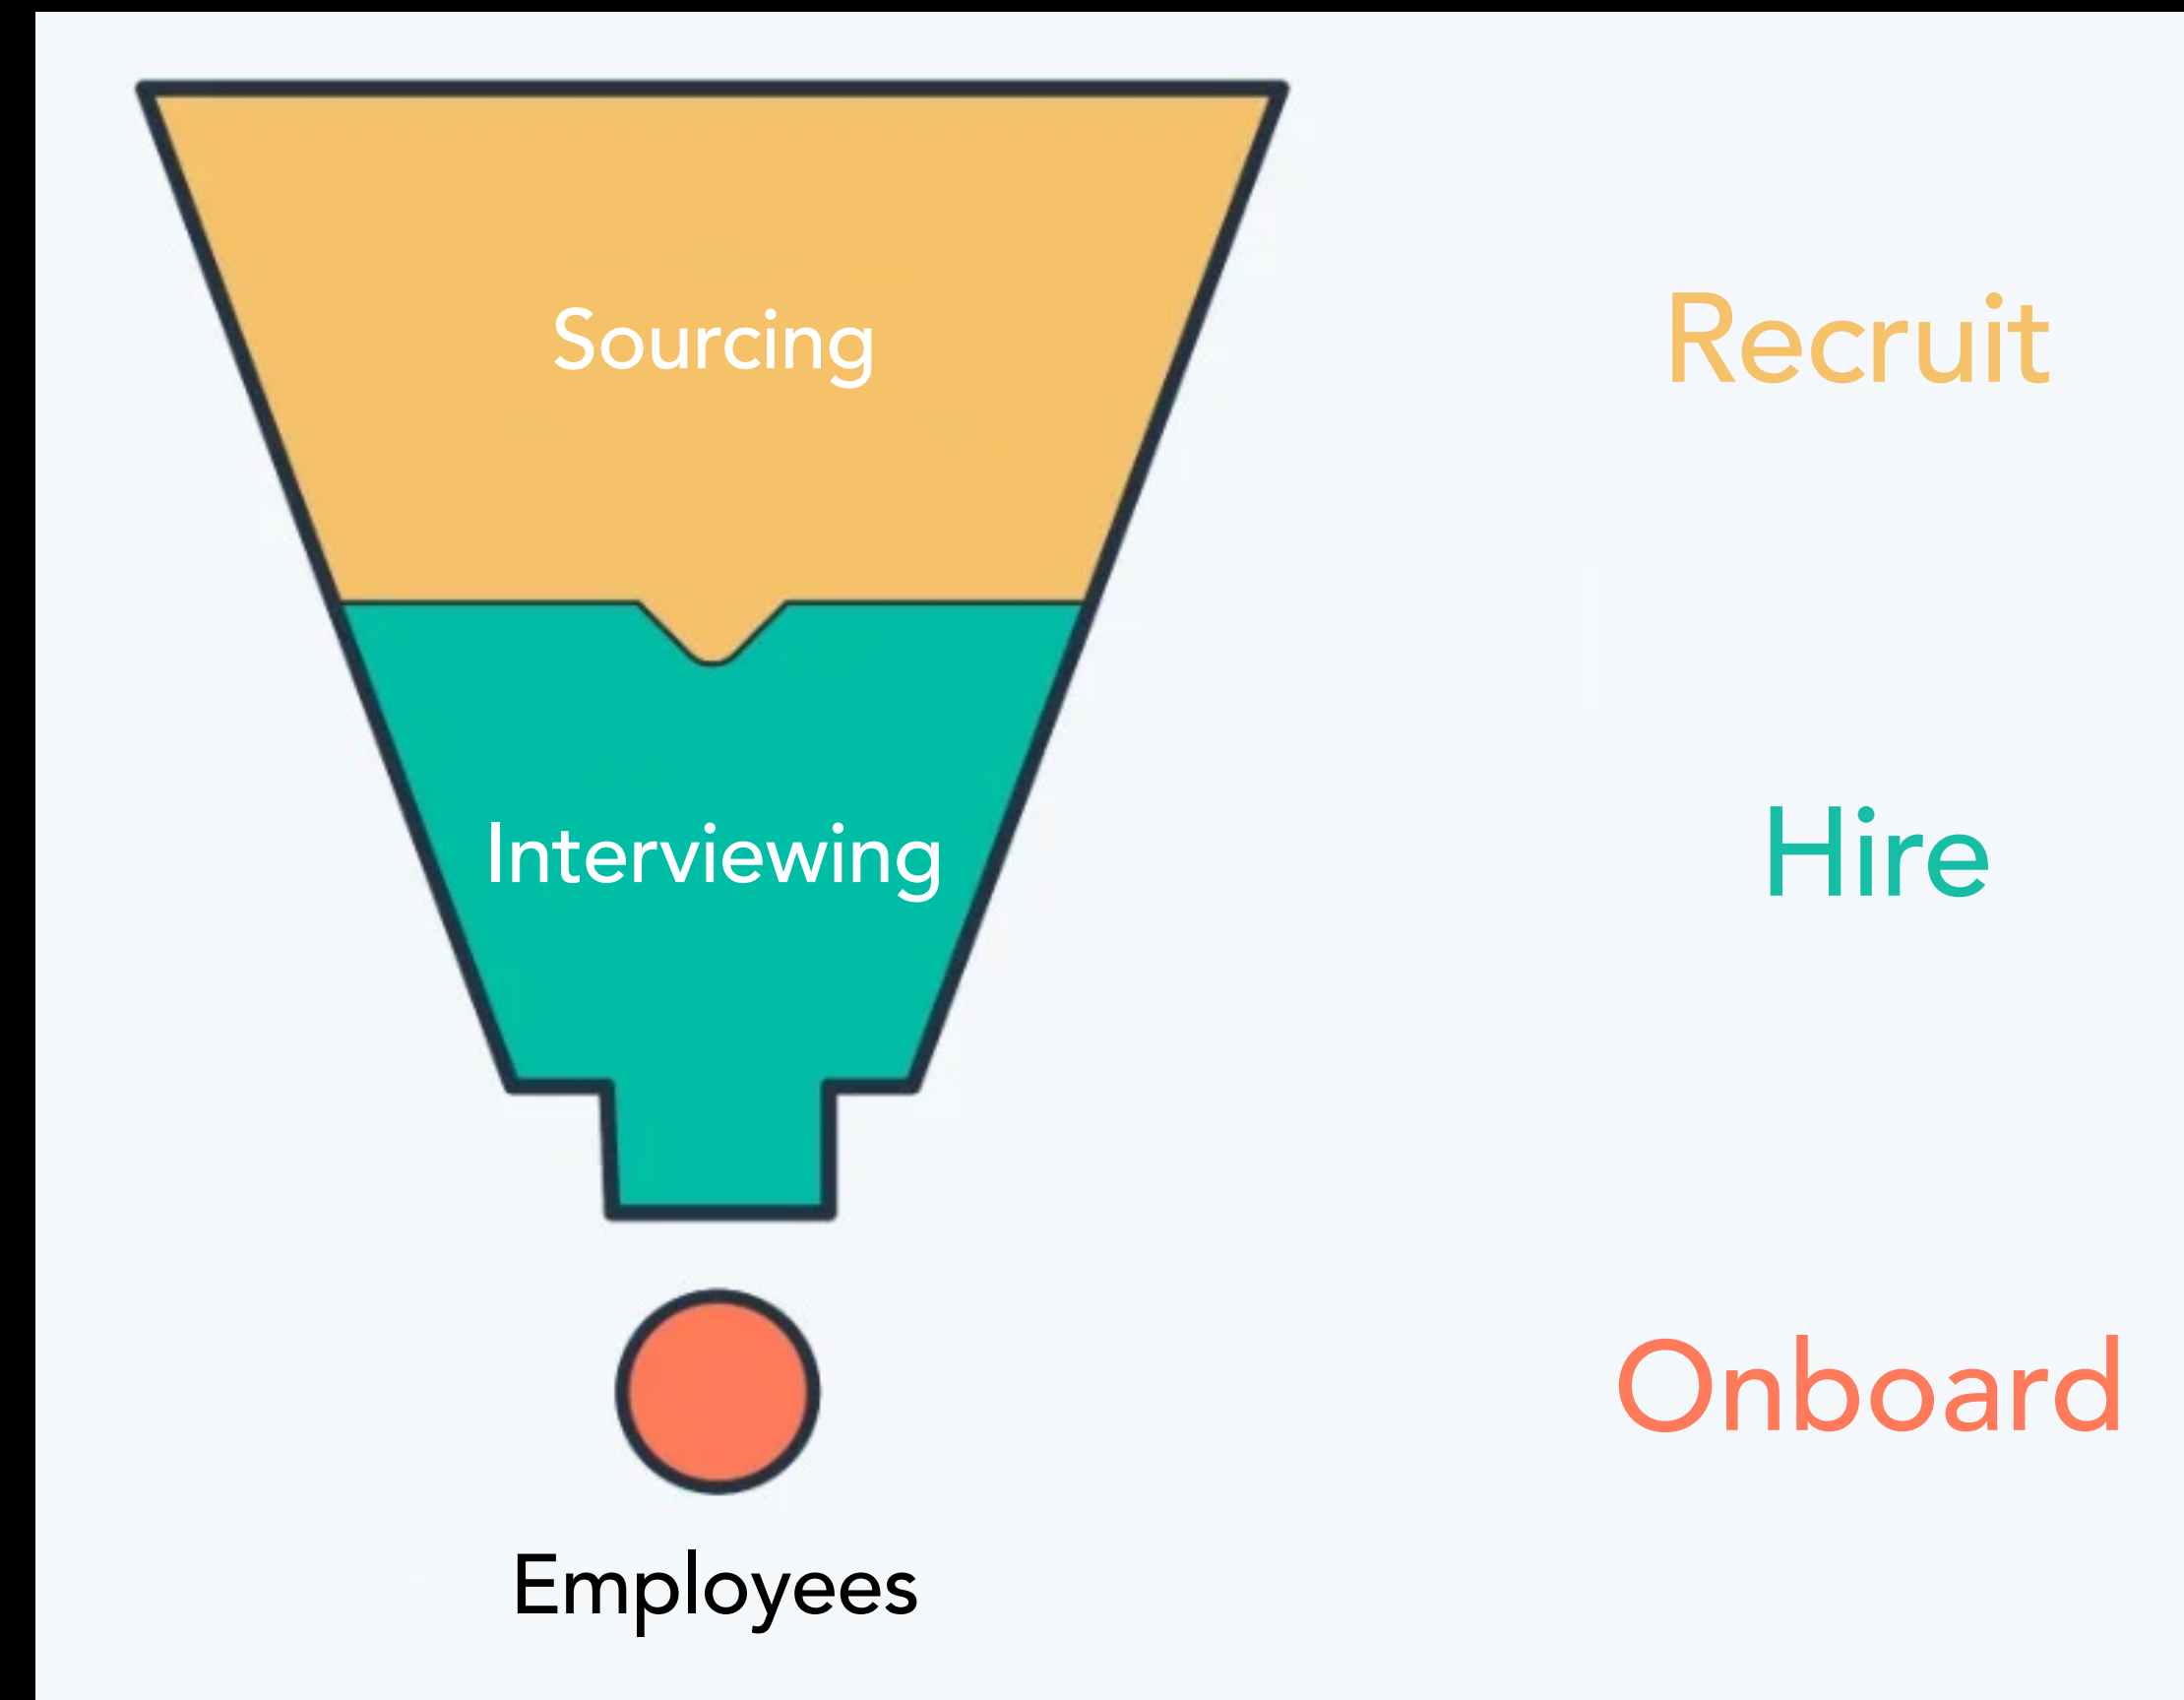 Sourcing
Recruit
Interviewing
Hire
Onboard
Employees